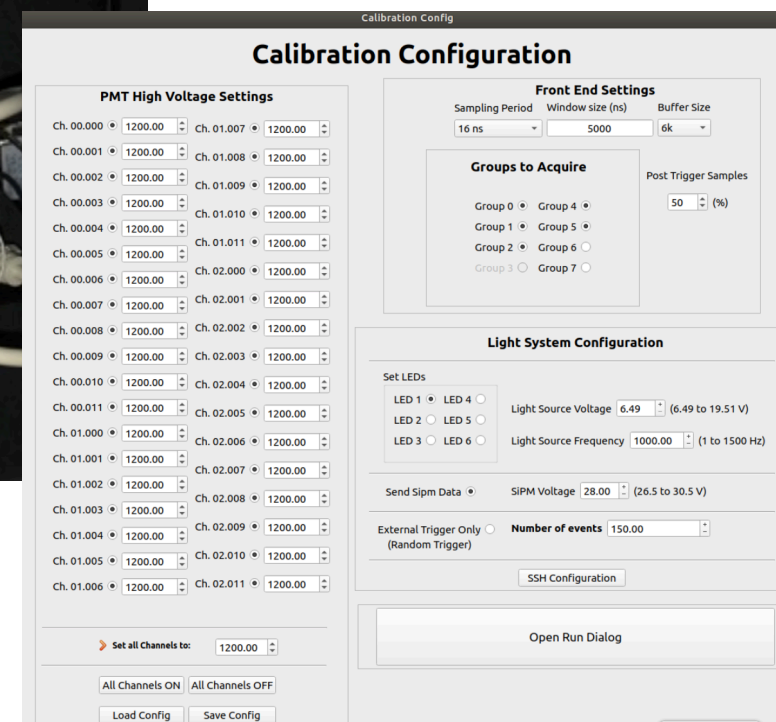 Calibration Config
Calibration Configuration
PMT High Voltage Settings
Ch. 00.000 1200.00
Ch. 00.001 1200.00
Ch. 00.002 1200.00
Ch. 00.003 1200.00
Ch. 00.004 1200.00
Ch. 00.005 1200.00
Ch. 00.006 1200.00
Ch. 00.007 1200.00
Ch. 00.008 1200.00
Ch. 00.009 1200.00
Ch. 00.010 1200.00
Ch. 00.011 1200.00
Ch. 01.000 1200.00
Ch. 01.001 1200.00
Ch. 01.002 1200.00
Ch. 01.003 1200.00
Ch. 01.004 1200.00
Ch. 01.005 1200.00
Ch. 01.006 1200.00
Ch. 01.007 1200.00
Ch. 01.008 1200.00
Ch. 01.009 1200.00
Ch. 01.010 1200.00
Ch. 01.011 1200.00
Ch. 02.000 1200.00
Ch. 02.001 1200.00
Ch. 02.002 1200.00
Ch. 02.003 1200.00
Ch. 02.004 1200.00
Ch. 02.005 1200.00
Ch. 02.006 1200.00
Ch. 02.007 1200.00
Ch. 02.008 1200.00
Ch. 02.009 1200.00
Ch. 02.010 1200.00
Ch. 02.011 1200.00
Set all Channels to: 1200.00
All Channels ON All Channels OFF
Load Config Save Config
Front End Settings
Sampling Period Window size (ns) Buffer Size
16 ns 5000 6k
Groups to Acquire
Group 0 Group 4
Group 1 Group 5
Group 2 Group 6
Group 3 Group 7
Post Trigger Samples
50 (%)
Light System Configuration
Set LEDs
LED 1 LED 4
LED 2 LED 5
LED 3 LED 6
Light Source Voltage 6.49 (6.49 to 19.51 V)
Light Source Frequency 1000.00 (1 to 1500 Hz)
Send Sipm Data SiPM Voltage 28.00 (26.5 to 30.5 V)
External Trigger Only Number of events 150.00
(Random Trigger)
SSH Configuration
Open Run Dialog